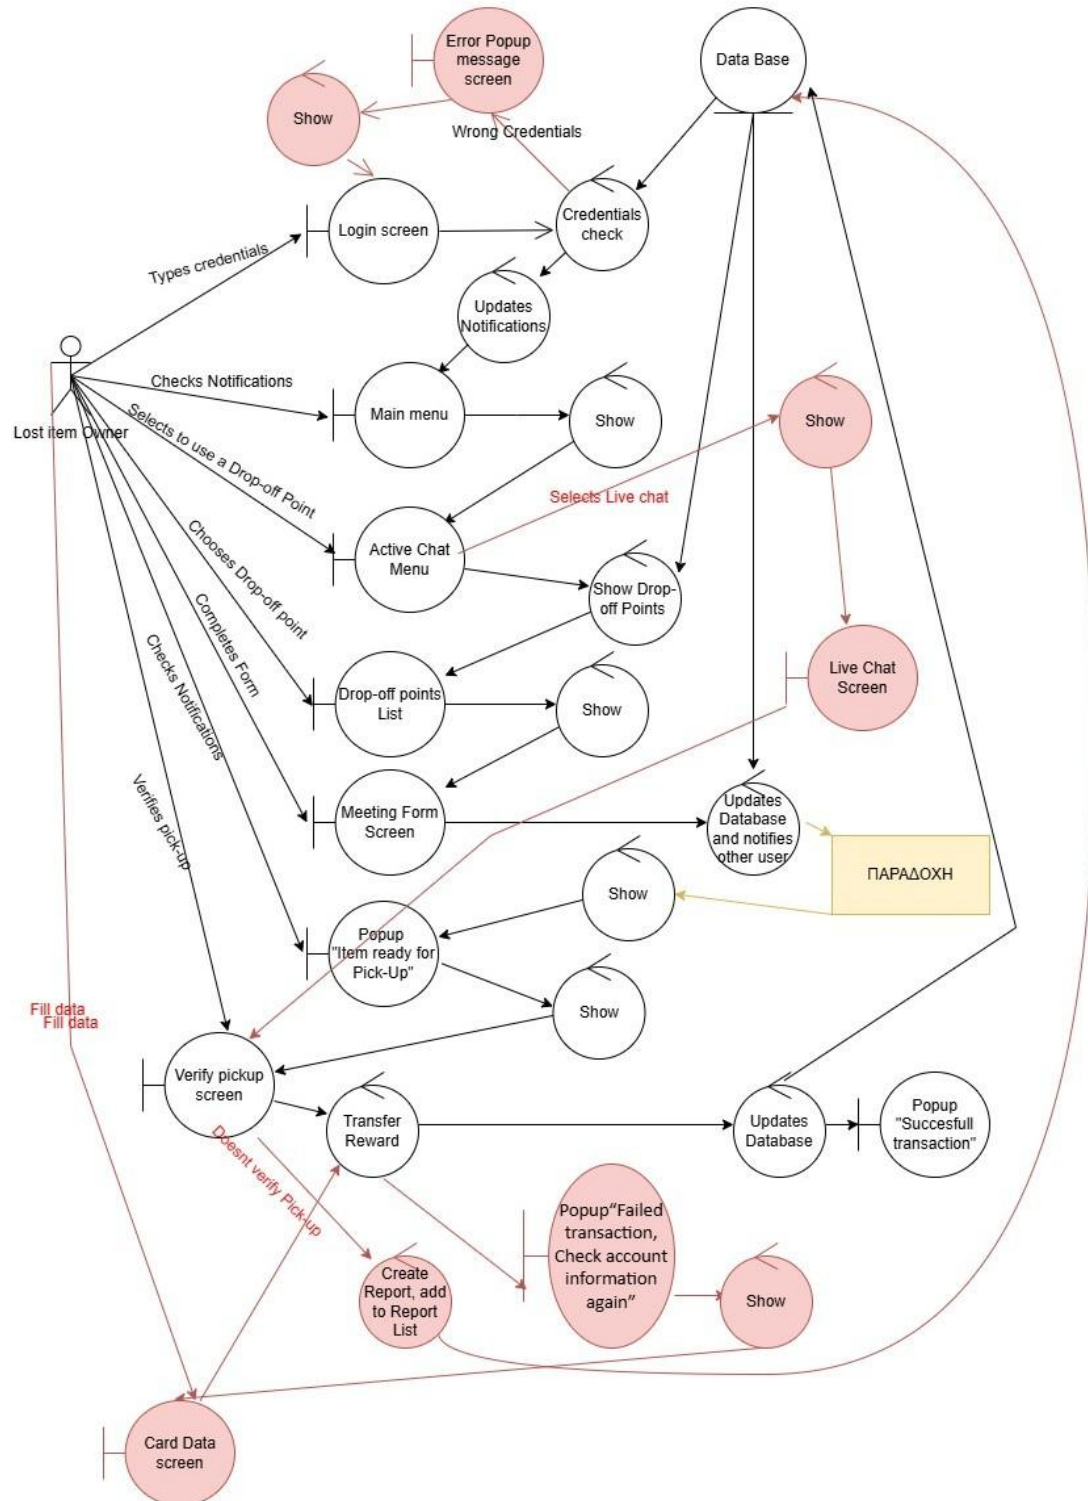 Error Popup
message
screen
Data Base
Show
Wrong Credentials
Login screen
Credentials
check
Types credentials
Updates
Notifications
Checks Notifications
Main menu
Show
Show
Lost item Owner
Selects to use a Drop-off Point
Selects Live chat
Active Chat
Menu
Chooses Drop-off point
Show Drop-
off Points
Completes Form
Checks Notifications
Drop-off points
List
Show
Live Chat
Screen
Verifies pick-up
Meeting Form
Screen
Updates
Database
and notifies
other user
ΠΑΡΑΔΟΧΗ
Show
Popup
"Item ready for
Pick-Up"
Show
Fill data
Fill data
Verify pickup
screen
Transfer
Reward
Updates
Database
Popup
"Succesfull
transaction"
Doesnt verify Pick-up
Popup“Failed
transaction,
Check account
information
again”
Create
Report, add
to Report
List
Show
Card Data
screen